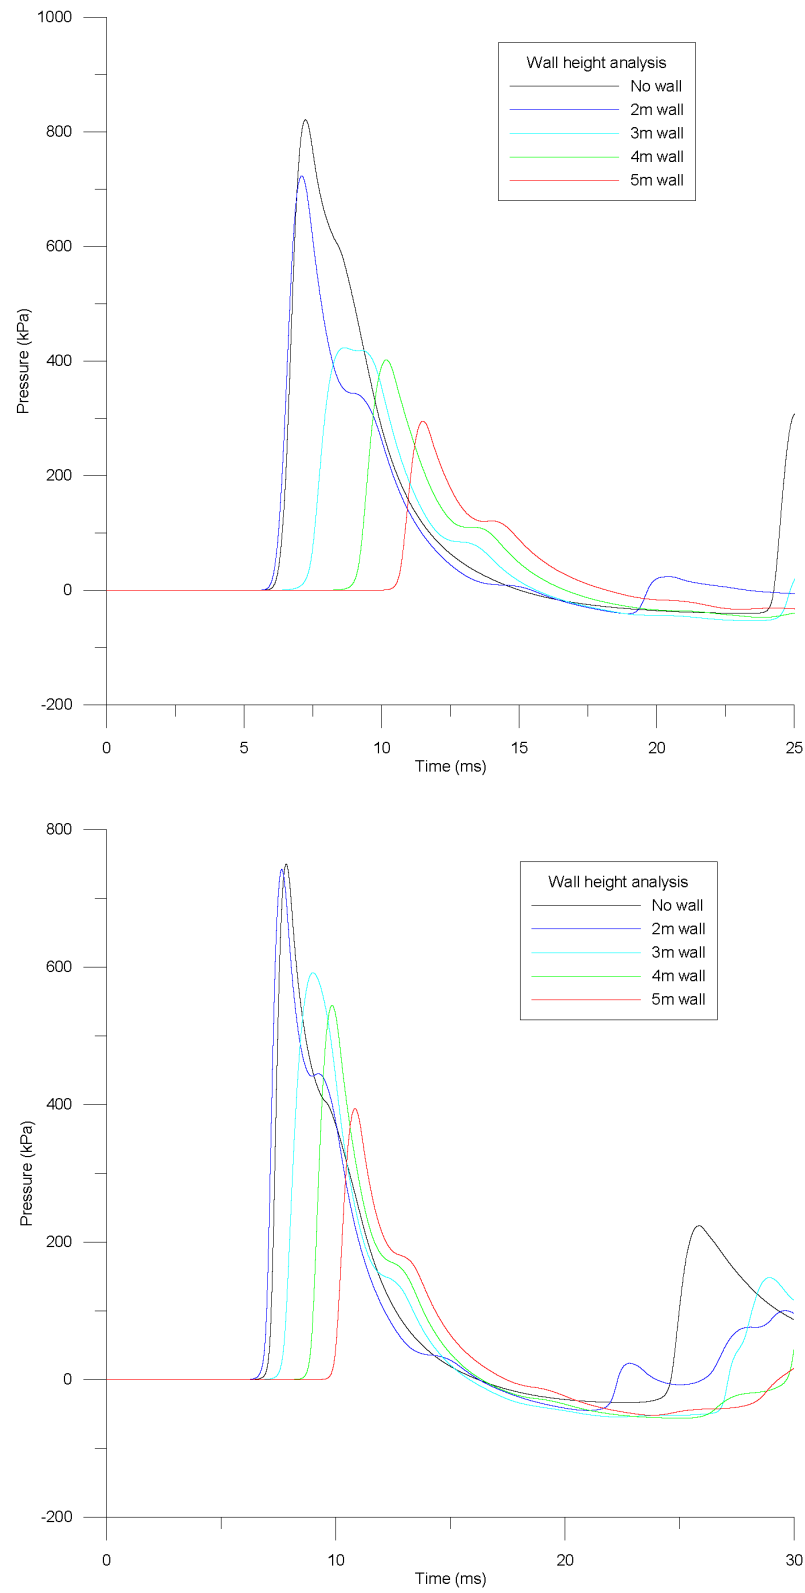 1000
Wall height analysis
No wall
2m wall
3m wall
4m wall
5m wall
800
600
400
200
0
-200
Pressure (kPa)
0 5 10 15 20 25
Time (ms)
800
Wall height analysis
No wall
2m wall
3m wall
4m wall
5m wall
600
400
200
0
-200
Pressure (kPa)
0 10 20 30
Time (ms)